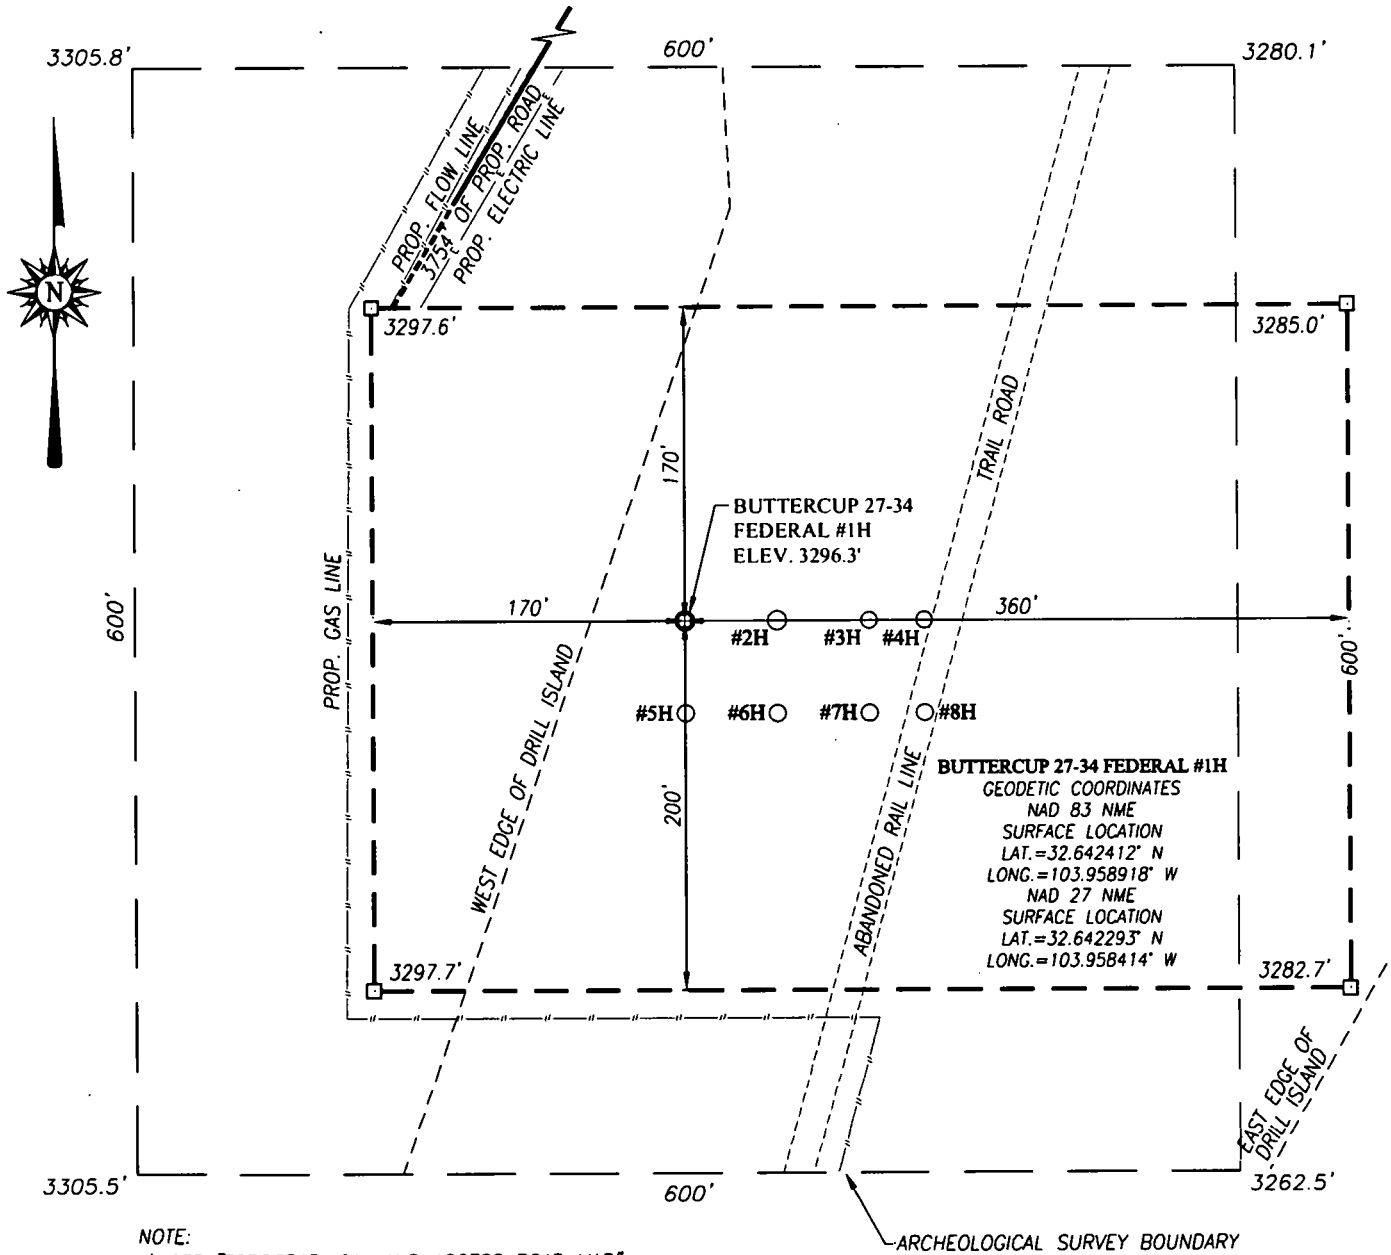 3305.8'
600'
3280.1'
PROP. FLOW LINE
3754' OF PROP. ROAD
PROP. ELECTRIC LINE
E
E
E
N
3297.6'
3285.0'
170'
TRAIL ROAD
BUTTERCUP 27-34
FEDERAL #1H
ELEV. 3296.3'
PROP. GAS LINE
600'
170'
360'
600'
#2H
#3H
#4H
WEST EDGE OF DRILL ISLAND
#5H
#6H
#7H
#8H
200'
ABANDONED RAIL LINE
BUTTERCUP 27-34 FEDERAL #1H
GEODETIC COORDINATES
NAD 83 NME
SURFACE LOCATION
LAT.=32.642412° N
LONG.=103.958918° W
NAD 27 NME
SURFACE LOCATION
LAT.=32.642293° N
LONG.=103.958414° W
3297.7'
3282.7'
EAST EDGE OF
DRILL ISLAND
3305.5'
600'
3262.5'
NOTE:
ARCHEOLOGICAL SURVEY BOUNDARY